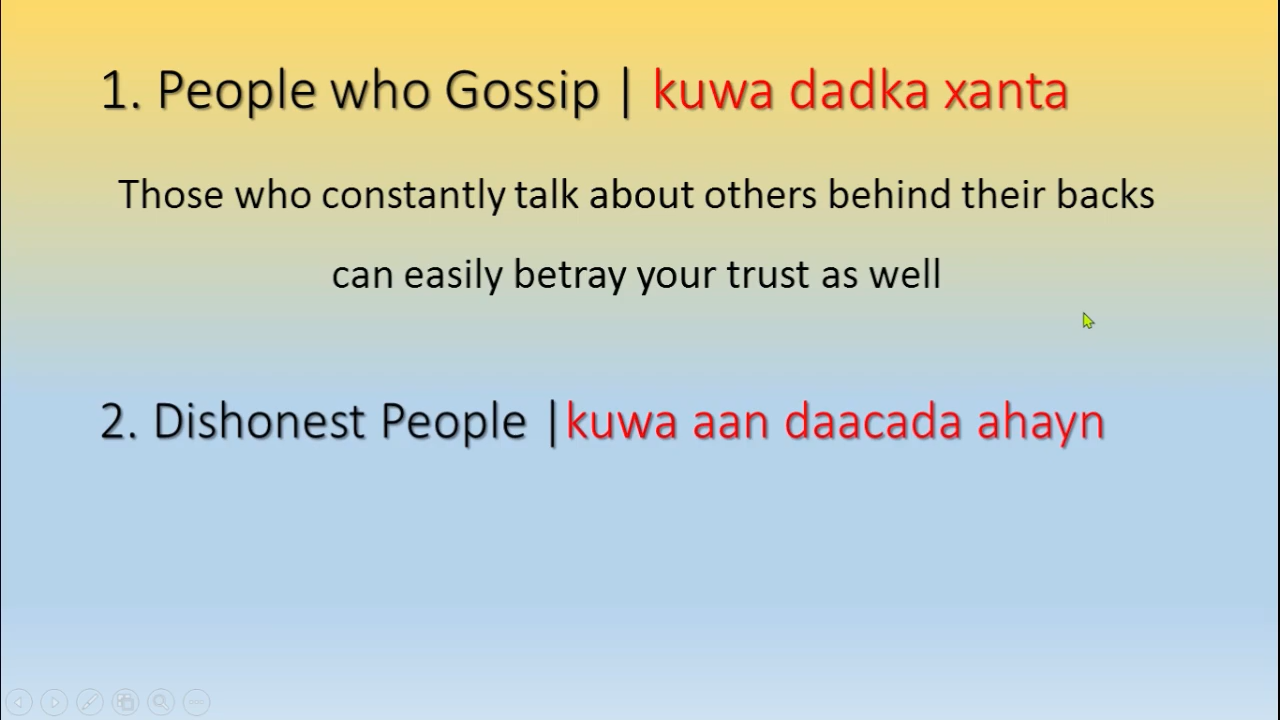 1. People who Gossip | kuwa dadka xanta
Those who constantly talk about others behind their backs
can easily betray your trust as well
2. Dishonest People |kuwa aan daacada ahayn